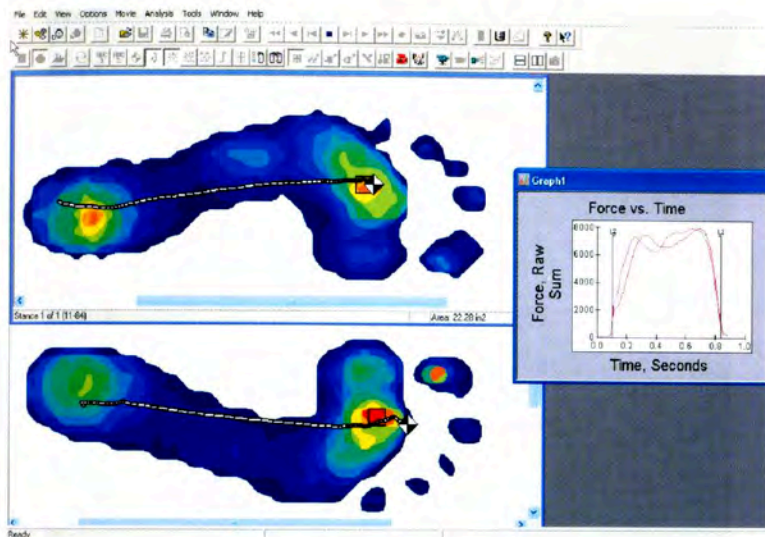 File Edit View Options Movie Analysis Tools Window Help
Stance 1 of 1 (11-84) Area: 22.28 in2
Graph1
Force vs. Time
Force, Raw
Sum
8000
6000
4000
2000
0
0.0 0.2 0.4 0.6 0.8 1.0
Time, Seconds
Ready